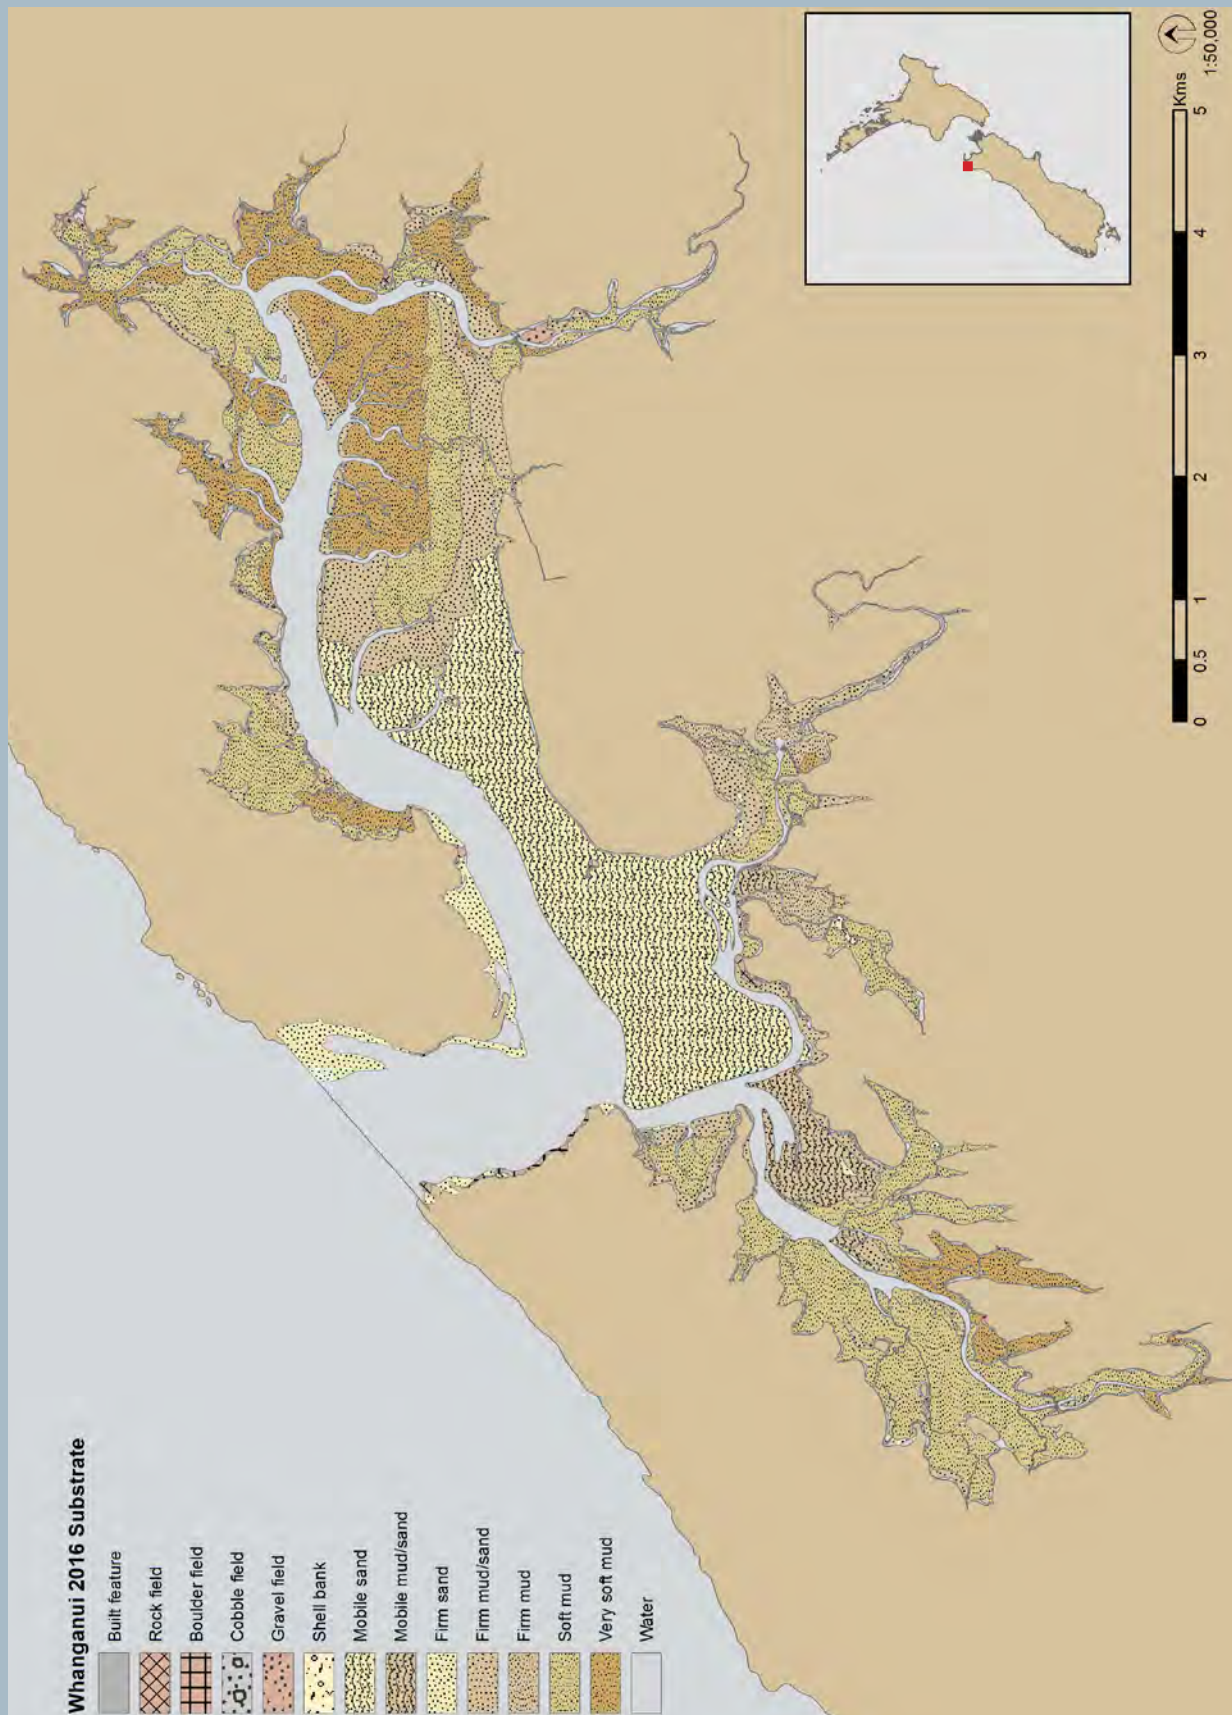 Whanganui 2016 Substrate
Built feature
Rock field
Boulder field
Cobble field
Gravel field
Shell bank
Mobile sand
Mobile mud/sand
Firm sand
Firm mud/sand
Firm mud
Soft mud
Very soft mud
Water
0 0.5 1 2 3 4 5
Kms
1:50,000